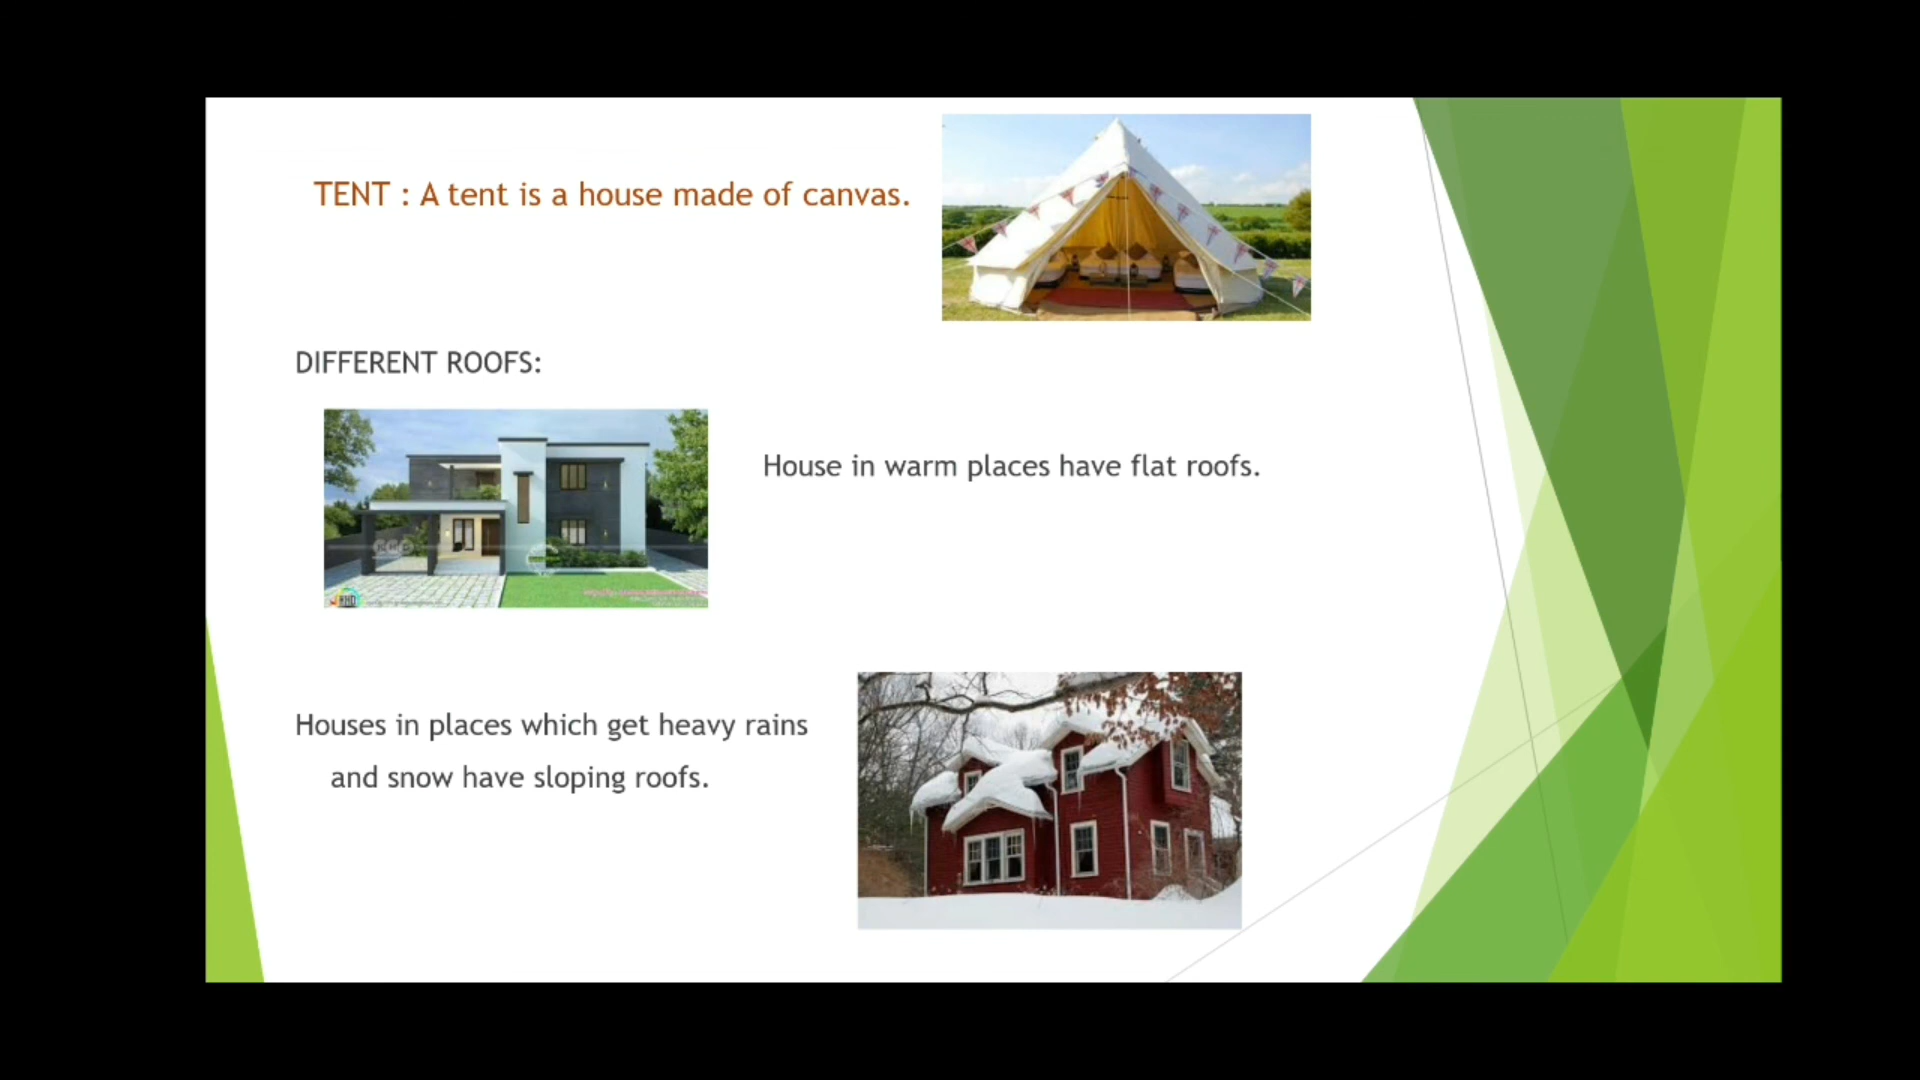 TENT : A tent is a house made of canvas.
DIFFERENT ROOFS:
House in warm places have flat roofs.
Houses in places which get heavy rains
and snow have sloping roofs.